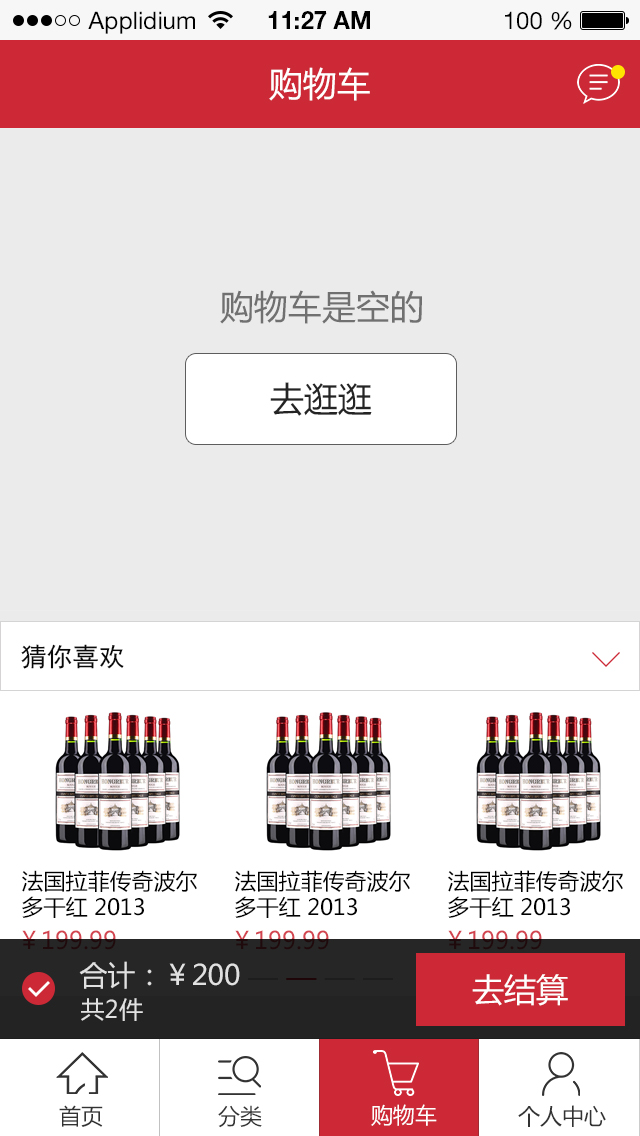 Applidium 11:27 AM 100 %
购物车
购物车是空的
去逛逛
猜你喜欢
法国拉菲传奇波尔多干红 2013
¥199.99
法国拉菲传奇波尔多干红 2013
¥199.99
法国拉菲传奇波尔多干红 2013
¥199.99
合计：¥200
共2件
去结算
首页 分类 购物车 个人中心